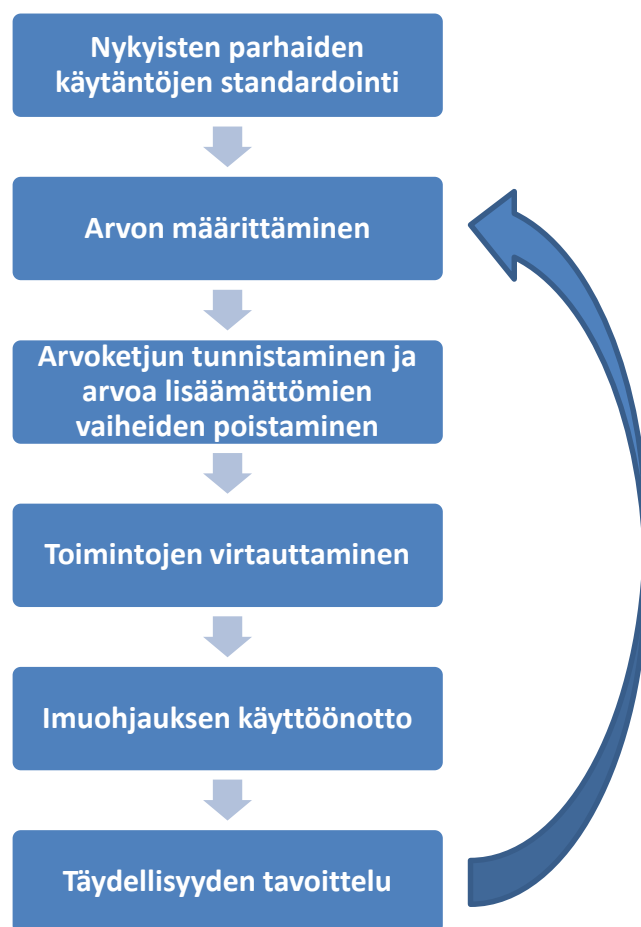 Nykyisten parhaiden
käytäntöjen standardointi
Arvon määrittäminen
Arvoketjun tunnistaminen ja
arvoa lisäämättömien
vaiheiden poistaminen
Toimintojen virtauttaminen
Imuohjauksen käyttöönotto
Täydellisyyden tavoittelu